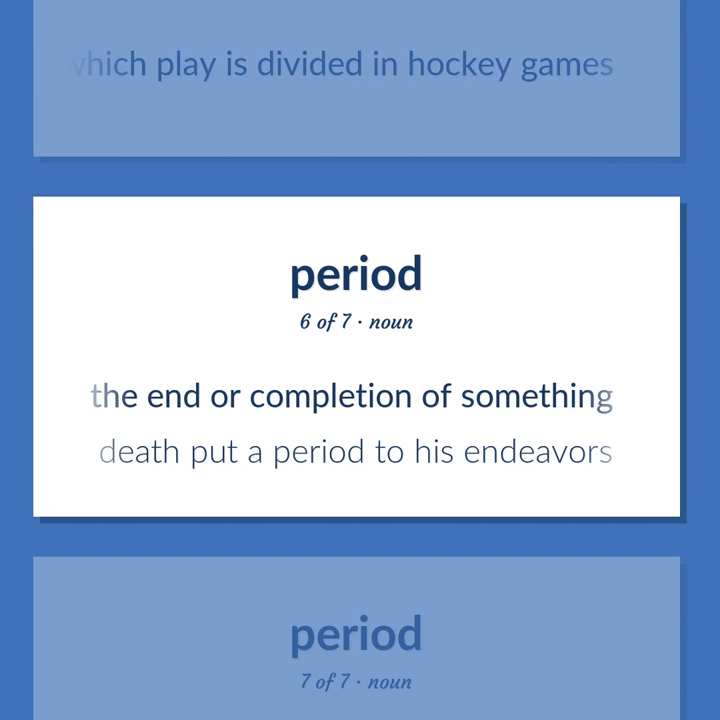 which play is divided in hockey games
period
6 of 7 · noun
the end or completion of something
death put a period to his endeavors
period
7 of 7 · noun